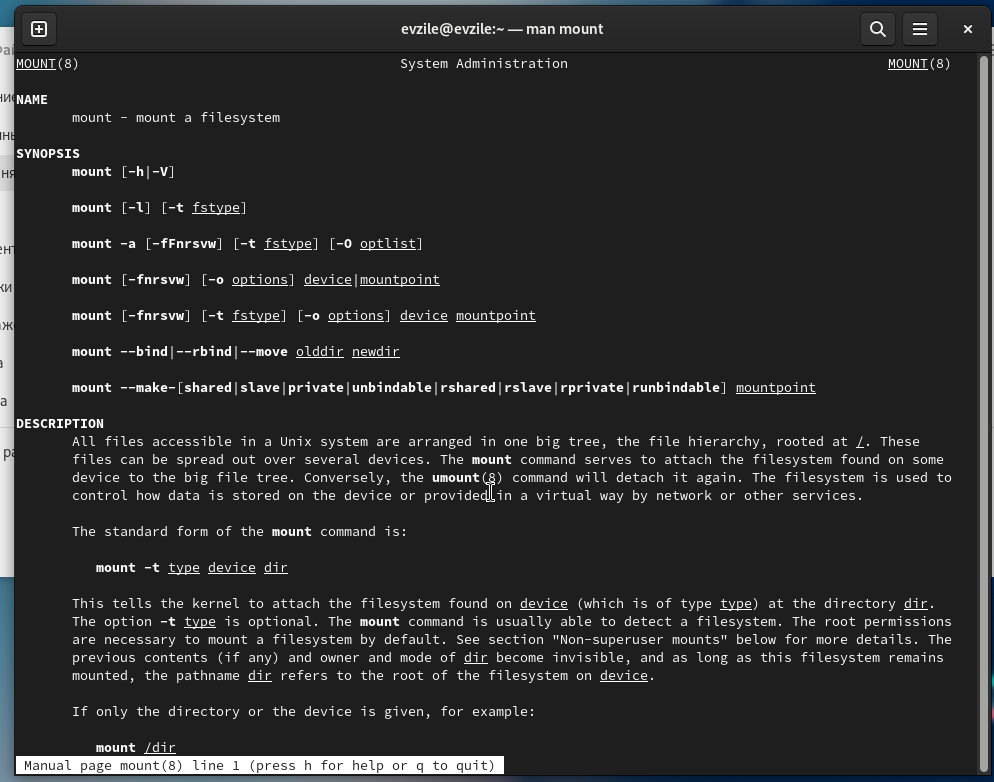 evzile@evzile:~ — man mount
MOUNT(8) System Administration MOUNT(8)
NAME
mount - mount a filesystem
SYNOPSIS
mount [-h|-V]
mount [-l] [-t fstype]
mount -a [-fFnrsvw] [-t fstype] [-O optlist]
mount [-fnrsvw] [-o options] device|mountpoint
mount [-fnrsvw] [-t fstype] [-o options] device mountpoint
mount --bind|--rbind|--move olddir newdir
mount --make-[shared|slave|private|unbindable|rshared|rslave|rprivate|runbindable] mountpoint
DESCRIPTION
All files accessible in a Unix system are arranged in one big tree, the file hierarchy, rooted at /. These
files can be spread out over several devices. The mount command serves to attach the filesystem found on some
device to the big file tree. Conversely, the umount(8) command will detach it again. The filesystem is used to
control how data is stored on the device or provided in a virtual way by network or other services.
The standard form of the mount command is:
mount -t type device dir
This tells the kernel to attach the filesystem found on device (which is of type type) at the directory dir.
The option -t type is optional. The mount command is usually able to detect a filesystem. The root permissions
are necessary to mount a filesystem by default. See section "Non-superuser mounts" below for more details. The
previous contents (if any) and owner and mode of dir become invisible, and as long as this filesystem remains
mounted, the pathname dir refers to the root of the filesystem on device.
If only the directory or the device is given, for example:
mount /dir
Manual page mount(8) line 1 (press h for help or q to quit)